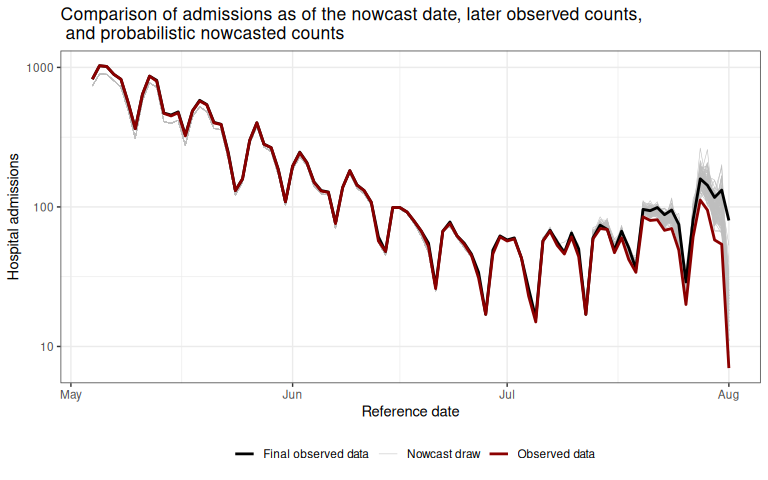 Comparison of admissions as of the nowcast date, later observed counts,
and probabilistic nowcasted counts
Hospital admissions
1000
100
10
May Jun Jul Aug
Reference date
Final observed data Nowcast draw Observed data